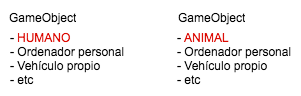 GameObject
- HUMANO
- Ordenador personal
- Vehículo propio
- etc
GameObject
- ANIMAL
- Ordenador personal
- Vehículo propio
- etc